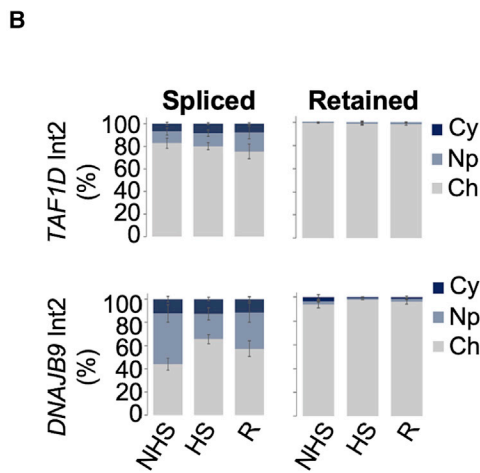 B
Spliced Retained
TAF1D Int2
(%)
100
80
60
40
20
0
Cy
Np
Ch
DNAJB9 Int2
(%)
100
80
60
40
20
0
Cy
Np
Ch
NHS HS R NHS HS R